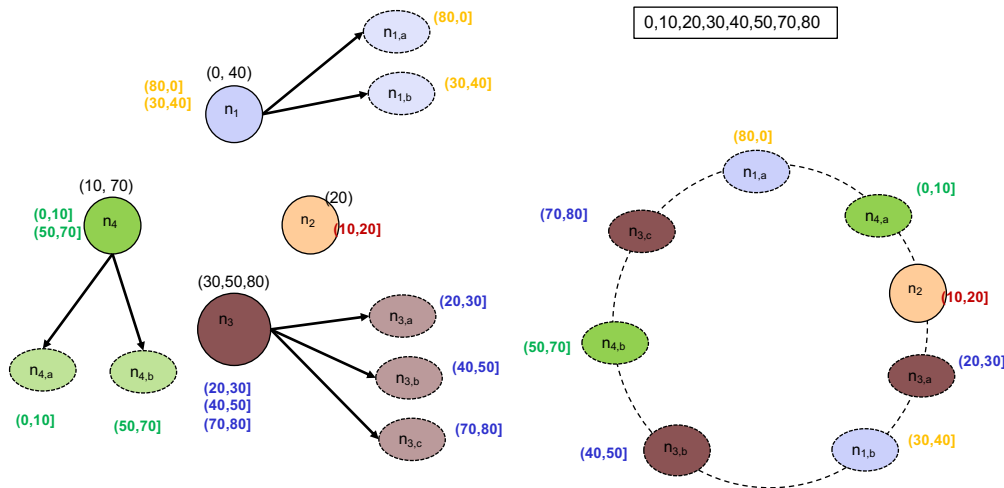 (80,0]
n1,a
(0, 40)
(80,0]
(30,40]
n1
n1,b
(30,40]
(10, 70)
(0,10]
(50,70]
n4
(20)
n2
(10,20]
(30,50,80)
n3
n3,a
(20,30]
n4,a
n4,b
n3,b
(40,50]
(20,30]
(40,50]
(70,80]
(0,10]
(50,70]
n3,c
(70,80]
0,10,20,30,40,50,70,80
(80,0]
n1,a
(0,10]
n4,a
(70,80]
n3,c
n2
(10,20]
(50,70]
n4,b
(20,30]
n3,a
(40,50]
n3,b
n1,b
(30,40]